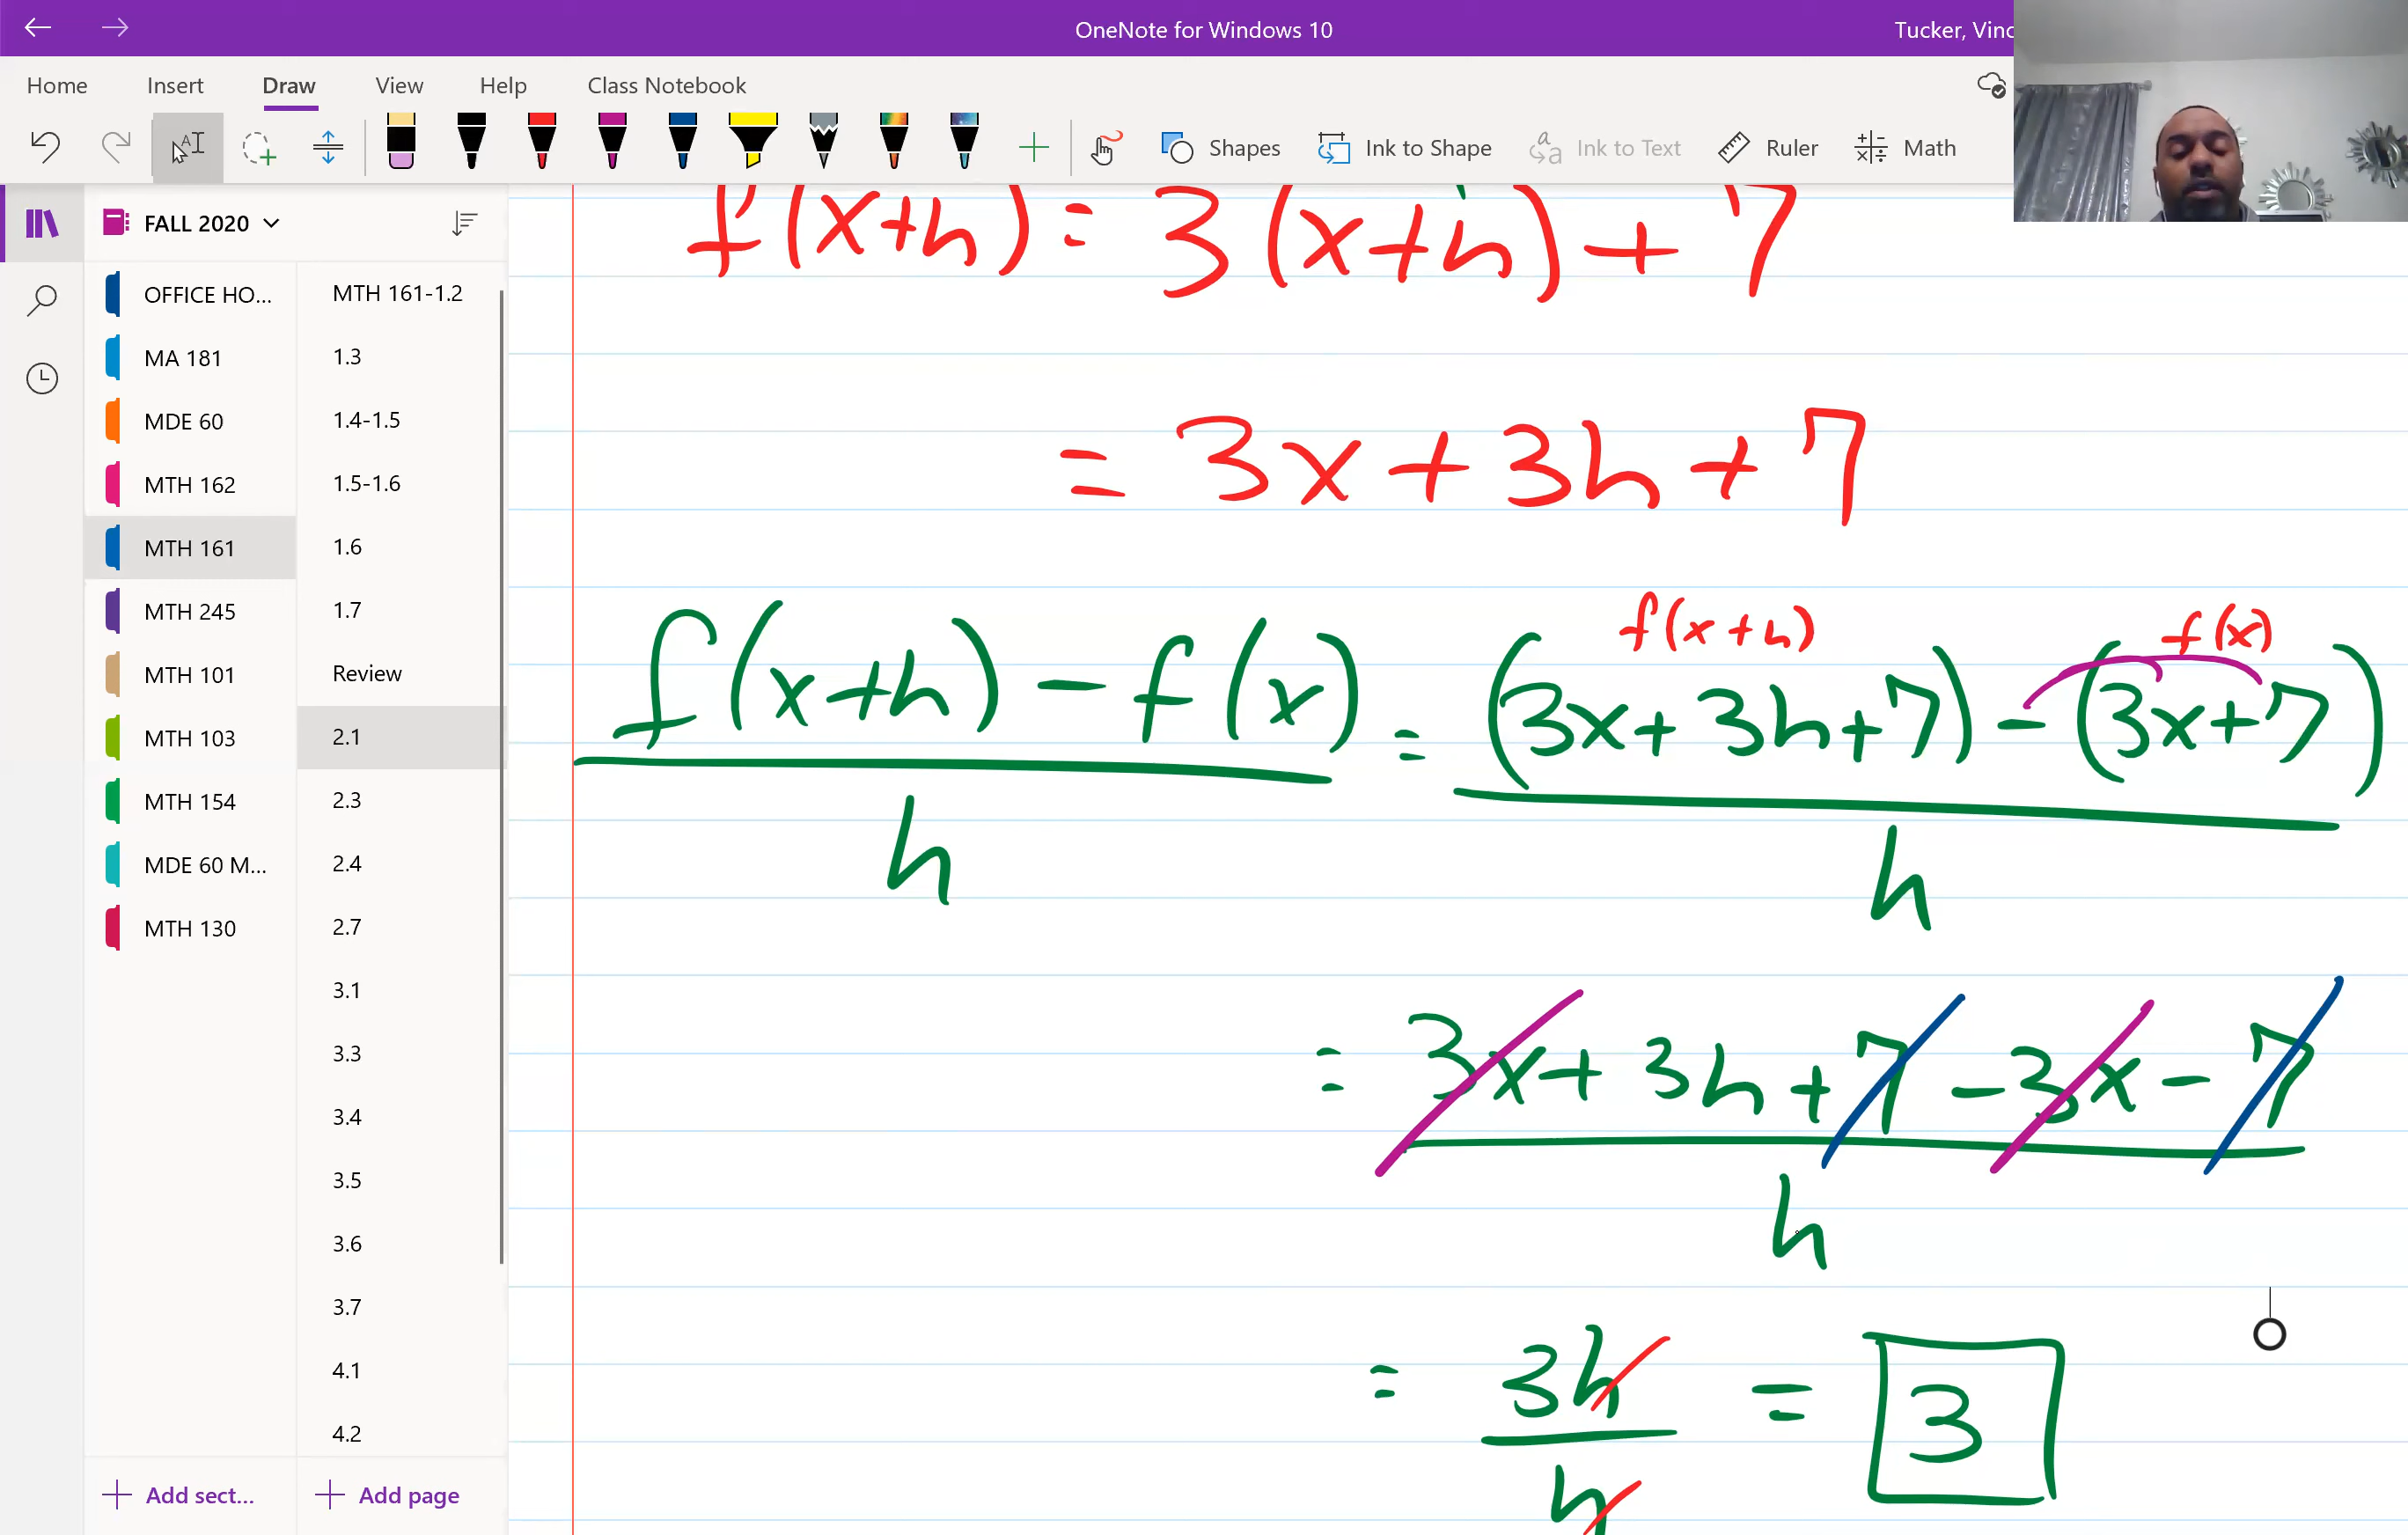 OneNote for Windows 10
Tucker, Vinc
Home Insert Draw View Help Class Notebook
Shapes Ink to Shape Ink to Text Ruler Math
FALL 2020
OFFICE HO...
MA 181
MDE 60
MTH 162
MTH 161
MTH 245
MTH 101
MTH 103
MTH 154
MDE 60 M...
MTH 130
Add sect...
MTH 161-1.2
1.3
1.4-1.5
1.5-1.6
1.6
1.7
Review
2.1
2.3
2.4
2.7
3.1
3.3
3.4
3.5
3.6
3.7
4.1
4.2
Add page
f(x+h) = 3(x+h)+7
= 3x+3h+7
f(x+h) f(x)
f(x+h) - f(x) = (3x+3h+7) - (3x+7)
h h
= 3x+3h+7-3x-7
h
= 3h = 3
h